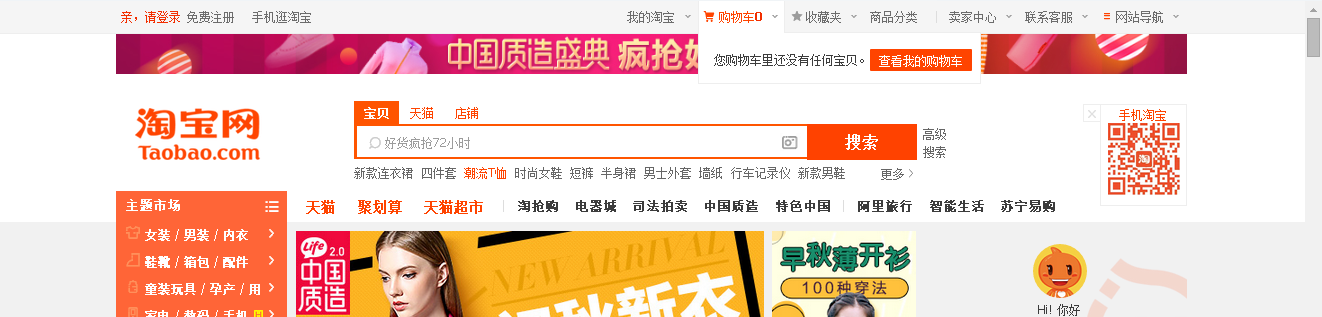 亲，请登录 免费注册 手机逛淘宝 我的淘宝 购物车0 收藏夹 商品分类 卖家中心 联系客服 网站导航
中国质造盛典 疯抢好
您购物车里还没有任何宝贝。 查看我的购物车
淘宝网
Taobao.com
宝贝 天猫 店铺
好货疯抢72小时 搜索
高级
搜索
新款连衣裙 四件套 潮流T恤 时尚女鞋 短裤 半身裙 男士外套 墙纸 行车记录仪 新款男鞋 更多
手机淘宝
淘
主题市场
天猫 聚划算 天猫超市 淘抢购 电器城 司法拍卖 中国质造 特色中国 阿里旅行 智能生活 苏宁易购
女装 / 男装 / 内衣
鞋靴 / 箱包 / 配件
童装玩具 / 孕产 / 用
家电 / 数码 / 手机
Life 2.0
中国
质造
NEW ARRIVAL
秋新衣
早秋薄开衫
100种穿法
Hi! 你好